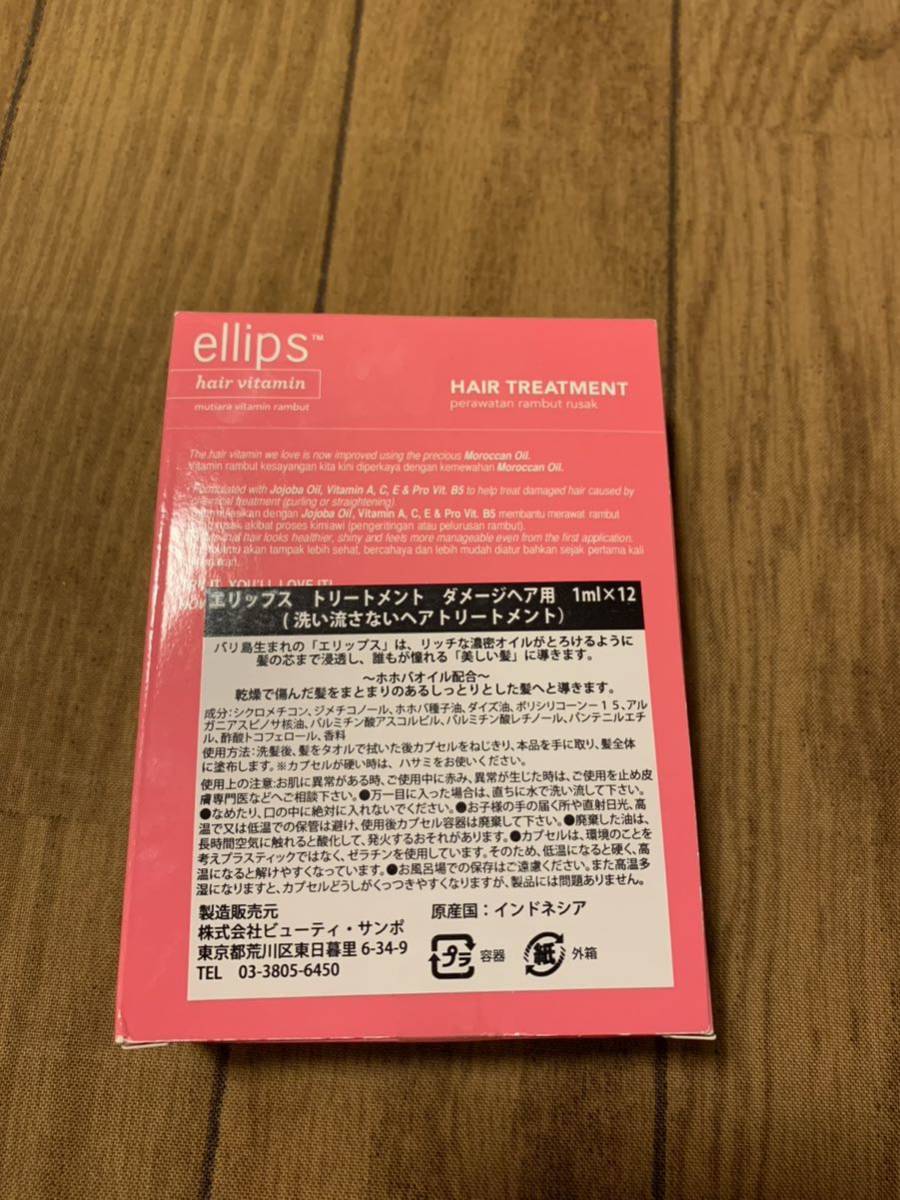 ellips™
hair vitamin
mutiara vitamin rambut
HAIR TREATMENT
perawatan rambut rusak
The hair vitamin we love is now improved using the precious Moroccan Oil.
Vitamin rambut kesayangan kita kini diperkaya dengan kemewahan Moroccan Oil.
Formulated with Jojoba Oil, Vitamin A, C, E & Pro Vit. B5 to help treat damaged hair caused by
chemical treatment (curling or straightening)
dengan Jojoba Oil, Vitamin A, C, E & Pro Vit. B5 membantu merawat rambut
rusak akibat proses kimiawi (pengeritingan atau pelurusan rambut).
hair looks healthier, shiny and feels more manageable even from the first application.
akan tampak lebih sehat, bercahaya dan lebih mudah diatur bahkan sejak pertama kali
IT, YOU'LL LOVE IT!
エリップス トリートメント ダメージヘア用 1ml×12
(洗い流さないヘアトリートメント)
バリ島生まれの「エリップス」は、リッチな濃密オイルがとろけるように
髪の芯まで浸透し、誰もが憧れる「美しい髪」に導きます。
〜ホホバオイル配合〜
乾燥で傷んだ髪をまとまりのあるしっとりとした髪へと導きます。
成分:シクロメチコン、ジメチコノール、ホホバ種子油、ダイズ油、ポリシリコーン－１５、アル
ガニアスピノサ核油、パルミチン酸アスコルビル、パルミチン酸レチノール、パンテニルエチ
ル、酢酸トコフェロール、香料
使用方法:洗髪後、髪をタオルで拭いた後カプセルをねじきり、本品を手に取り、髪全体
に塗布します。※カプセルが硬い時は、ハサミをお使いください。
使用上の注意:お肌に異常がある時、ご使用中に赤み、異常が生じた時は、ご使用を止め皮
膚専門医などへご相談下さい。●万一目に入った場合は、直ちに水で洗い流して下さい。
●なめたり、口の中に絶対に入れないでください。●お子様の手の届く所や直射日光、高
温で又は低温での保管は避け、使用後カプセル容器は廃棄して下さい。●廃棄した油は、
長時間空気に触れると酸化して、発火するおそれがあります。●カプセルは、環境のことを
考えプラスティックではなく、ゼラチンを使用しています。そのため、低温になると硬く、高
温になると解けやすくなっています。●お風呂場での保存はご遠慮ください。また高温多
湿になりますと、カプセルどうしがくっつきやすくなりますが、製品には問題ありません。
製造販売元
株式会社ビューティ・サンポ
東京都荒川区東日暮里 6-34-9
TEL 03-3805-6450
原産国：インドネシア
プラ 容器
紙 外箱